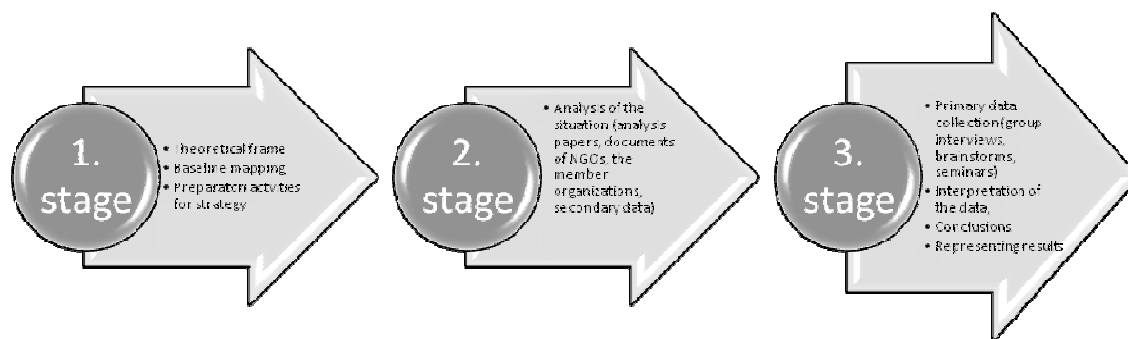 1.
stage
• Theoretical frame
• Baseline mapping
• Preparation activities
for strategy
2.
stage
• Analysis of the
situation (analysis
papers, documents
of NGOs, the
member
organizations,
secondary data)
3.
stage
• Primary data
collection (group
interviews,
brainstorms,
seminars)
• Interpretation of
the data,
• Conclusions
• Representing results